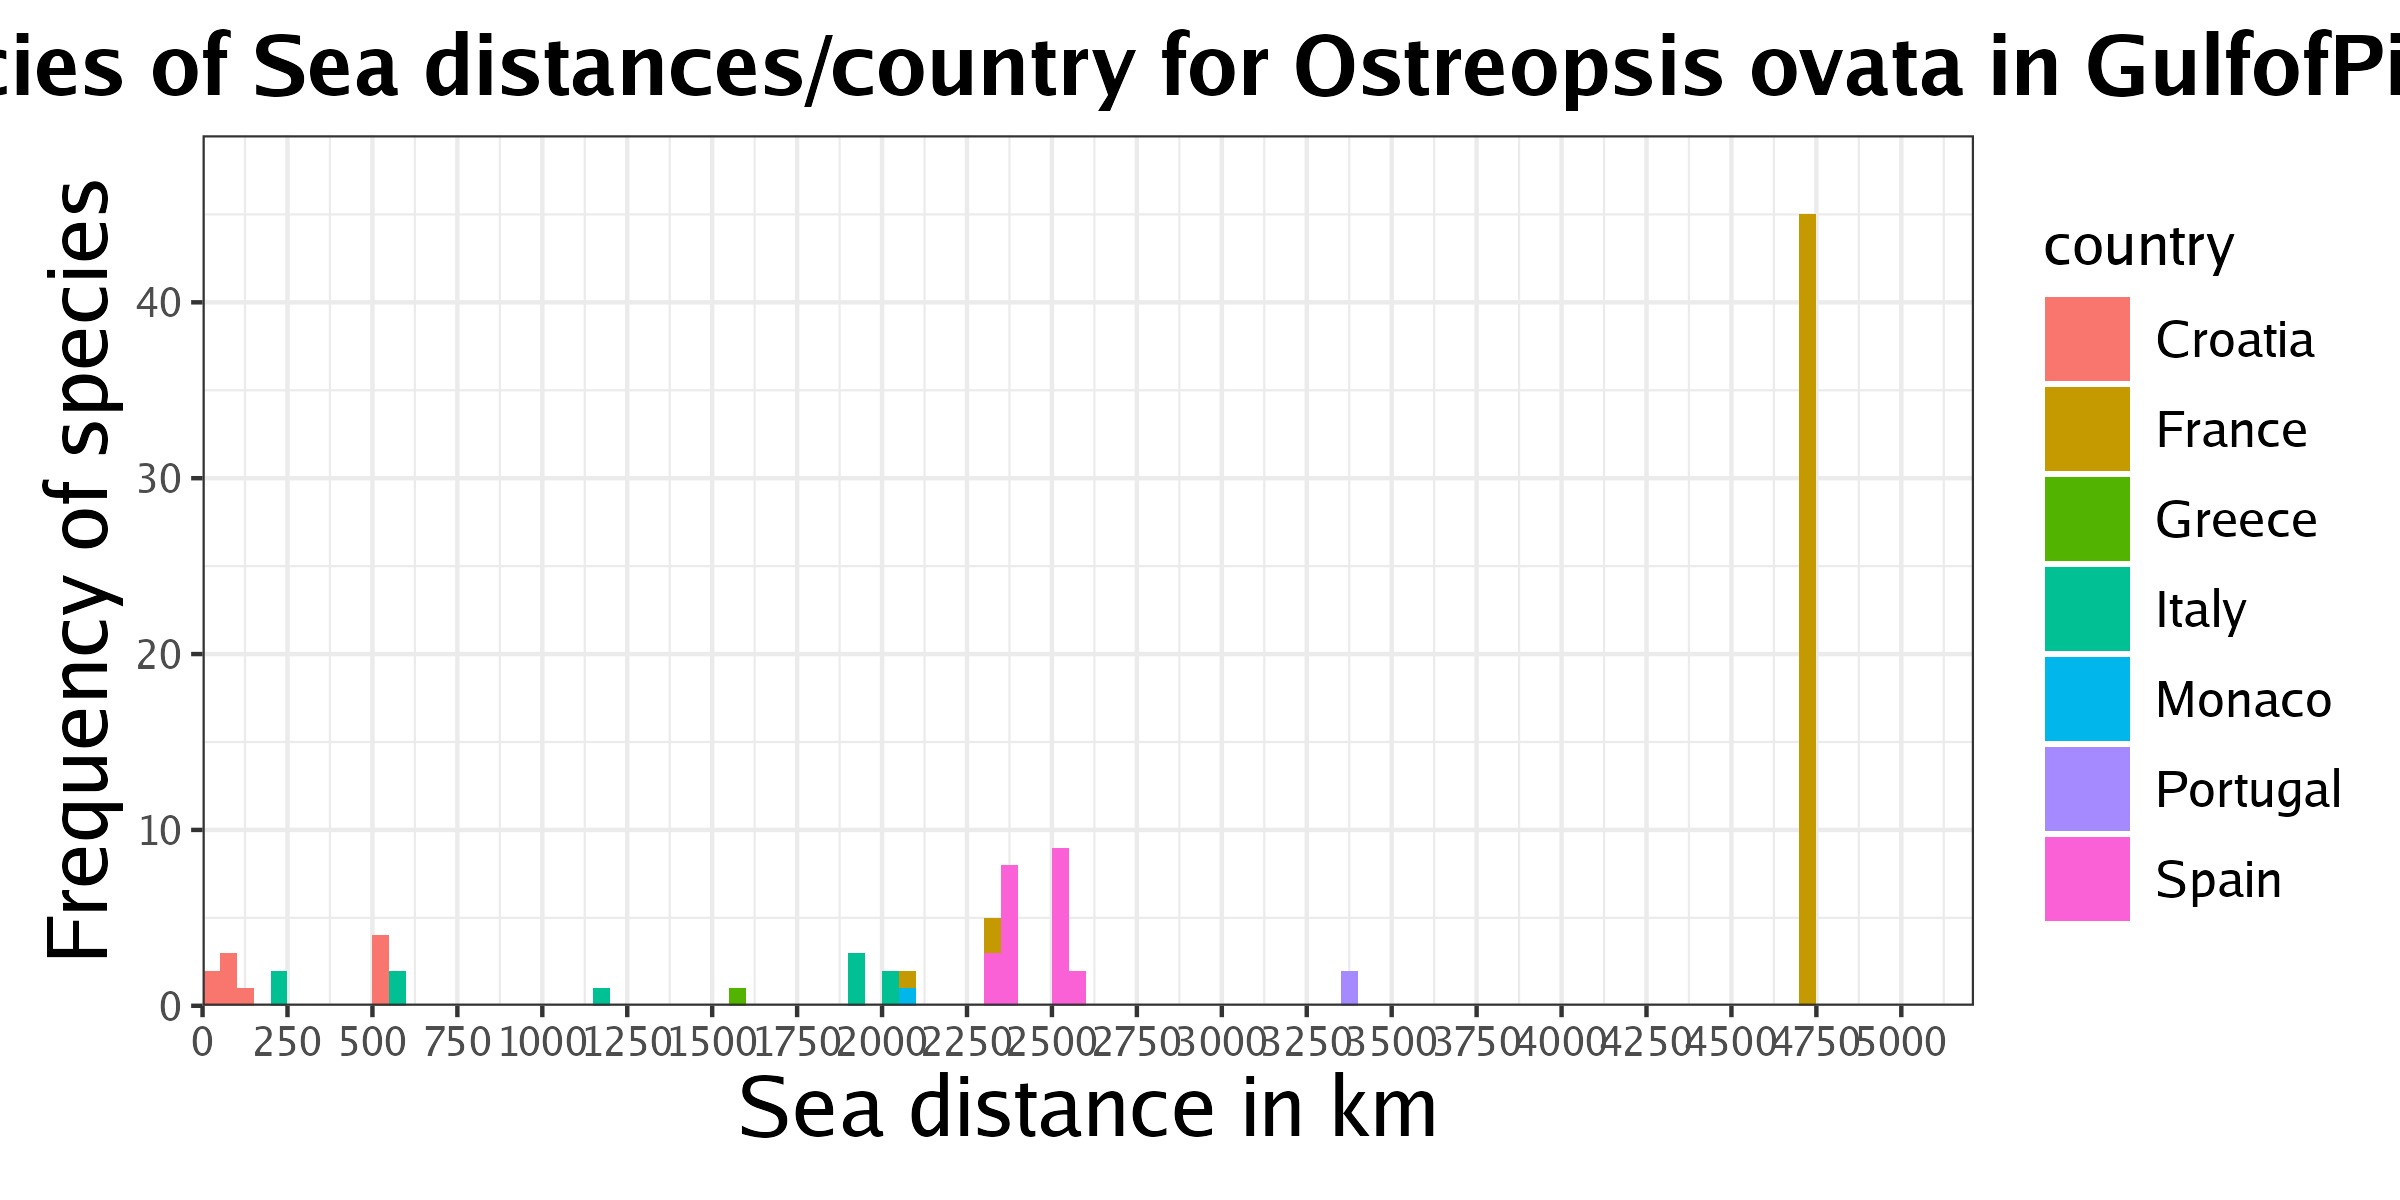 of Sea distances/country for Ostreopsis ovata in
Frequency of species
40
30
20
10
0
0 250 500 750 1000 1250 1500 1750 2000 2250 2500 2750 3000 3250 3500 3750 4000 4250 4500 4750 5000
Sea distance in km
country
Croatia
France
Greece
Italy
Monaco
Portugal
Spain